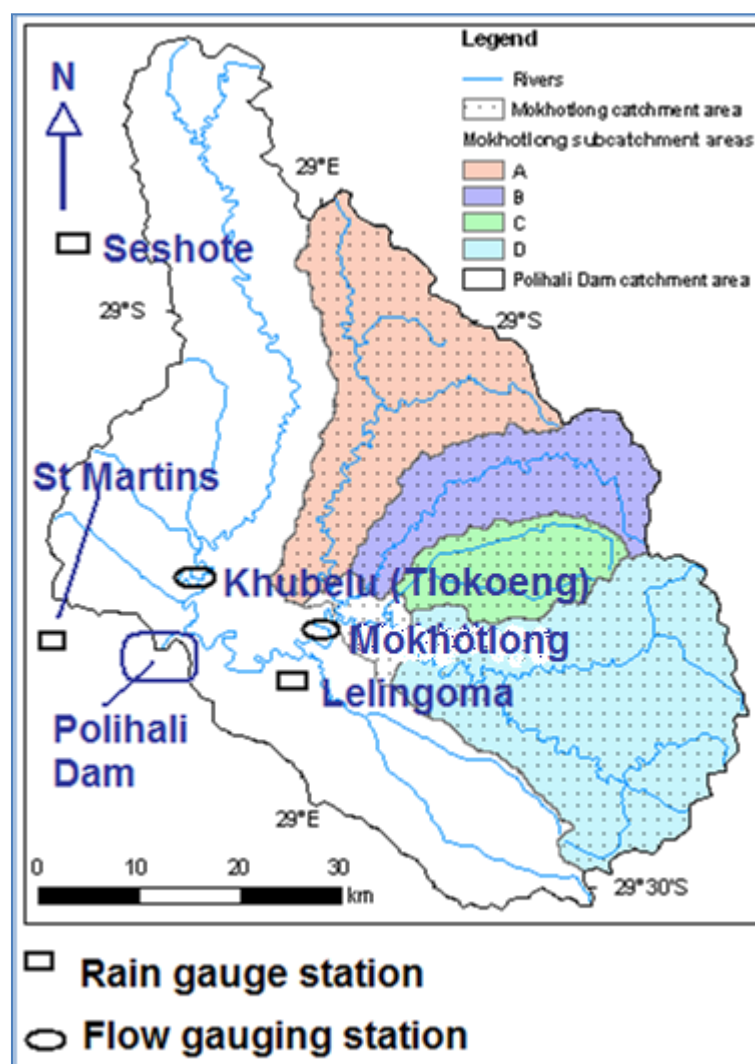 Legend
Rivers
Mokhotlong catchment area
Mokhotlong subcatchment areas
A
B
C
D
Polihali Dam catchment area
N
29°E
Seshote
29°S
29°S
St Martins
Khubelu (Tlokoeng)
Mokhotlong
Lelingoma
Polihali
Dam
29°E
0 10 20 30
km
29°30'S
Rain gauge station
Flow gauging station